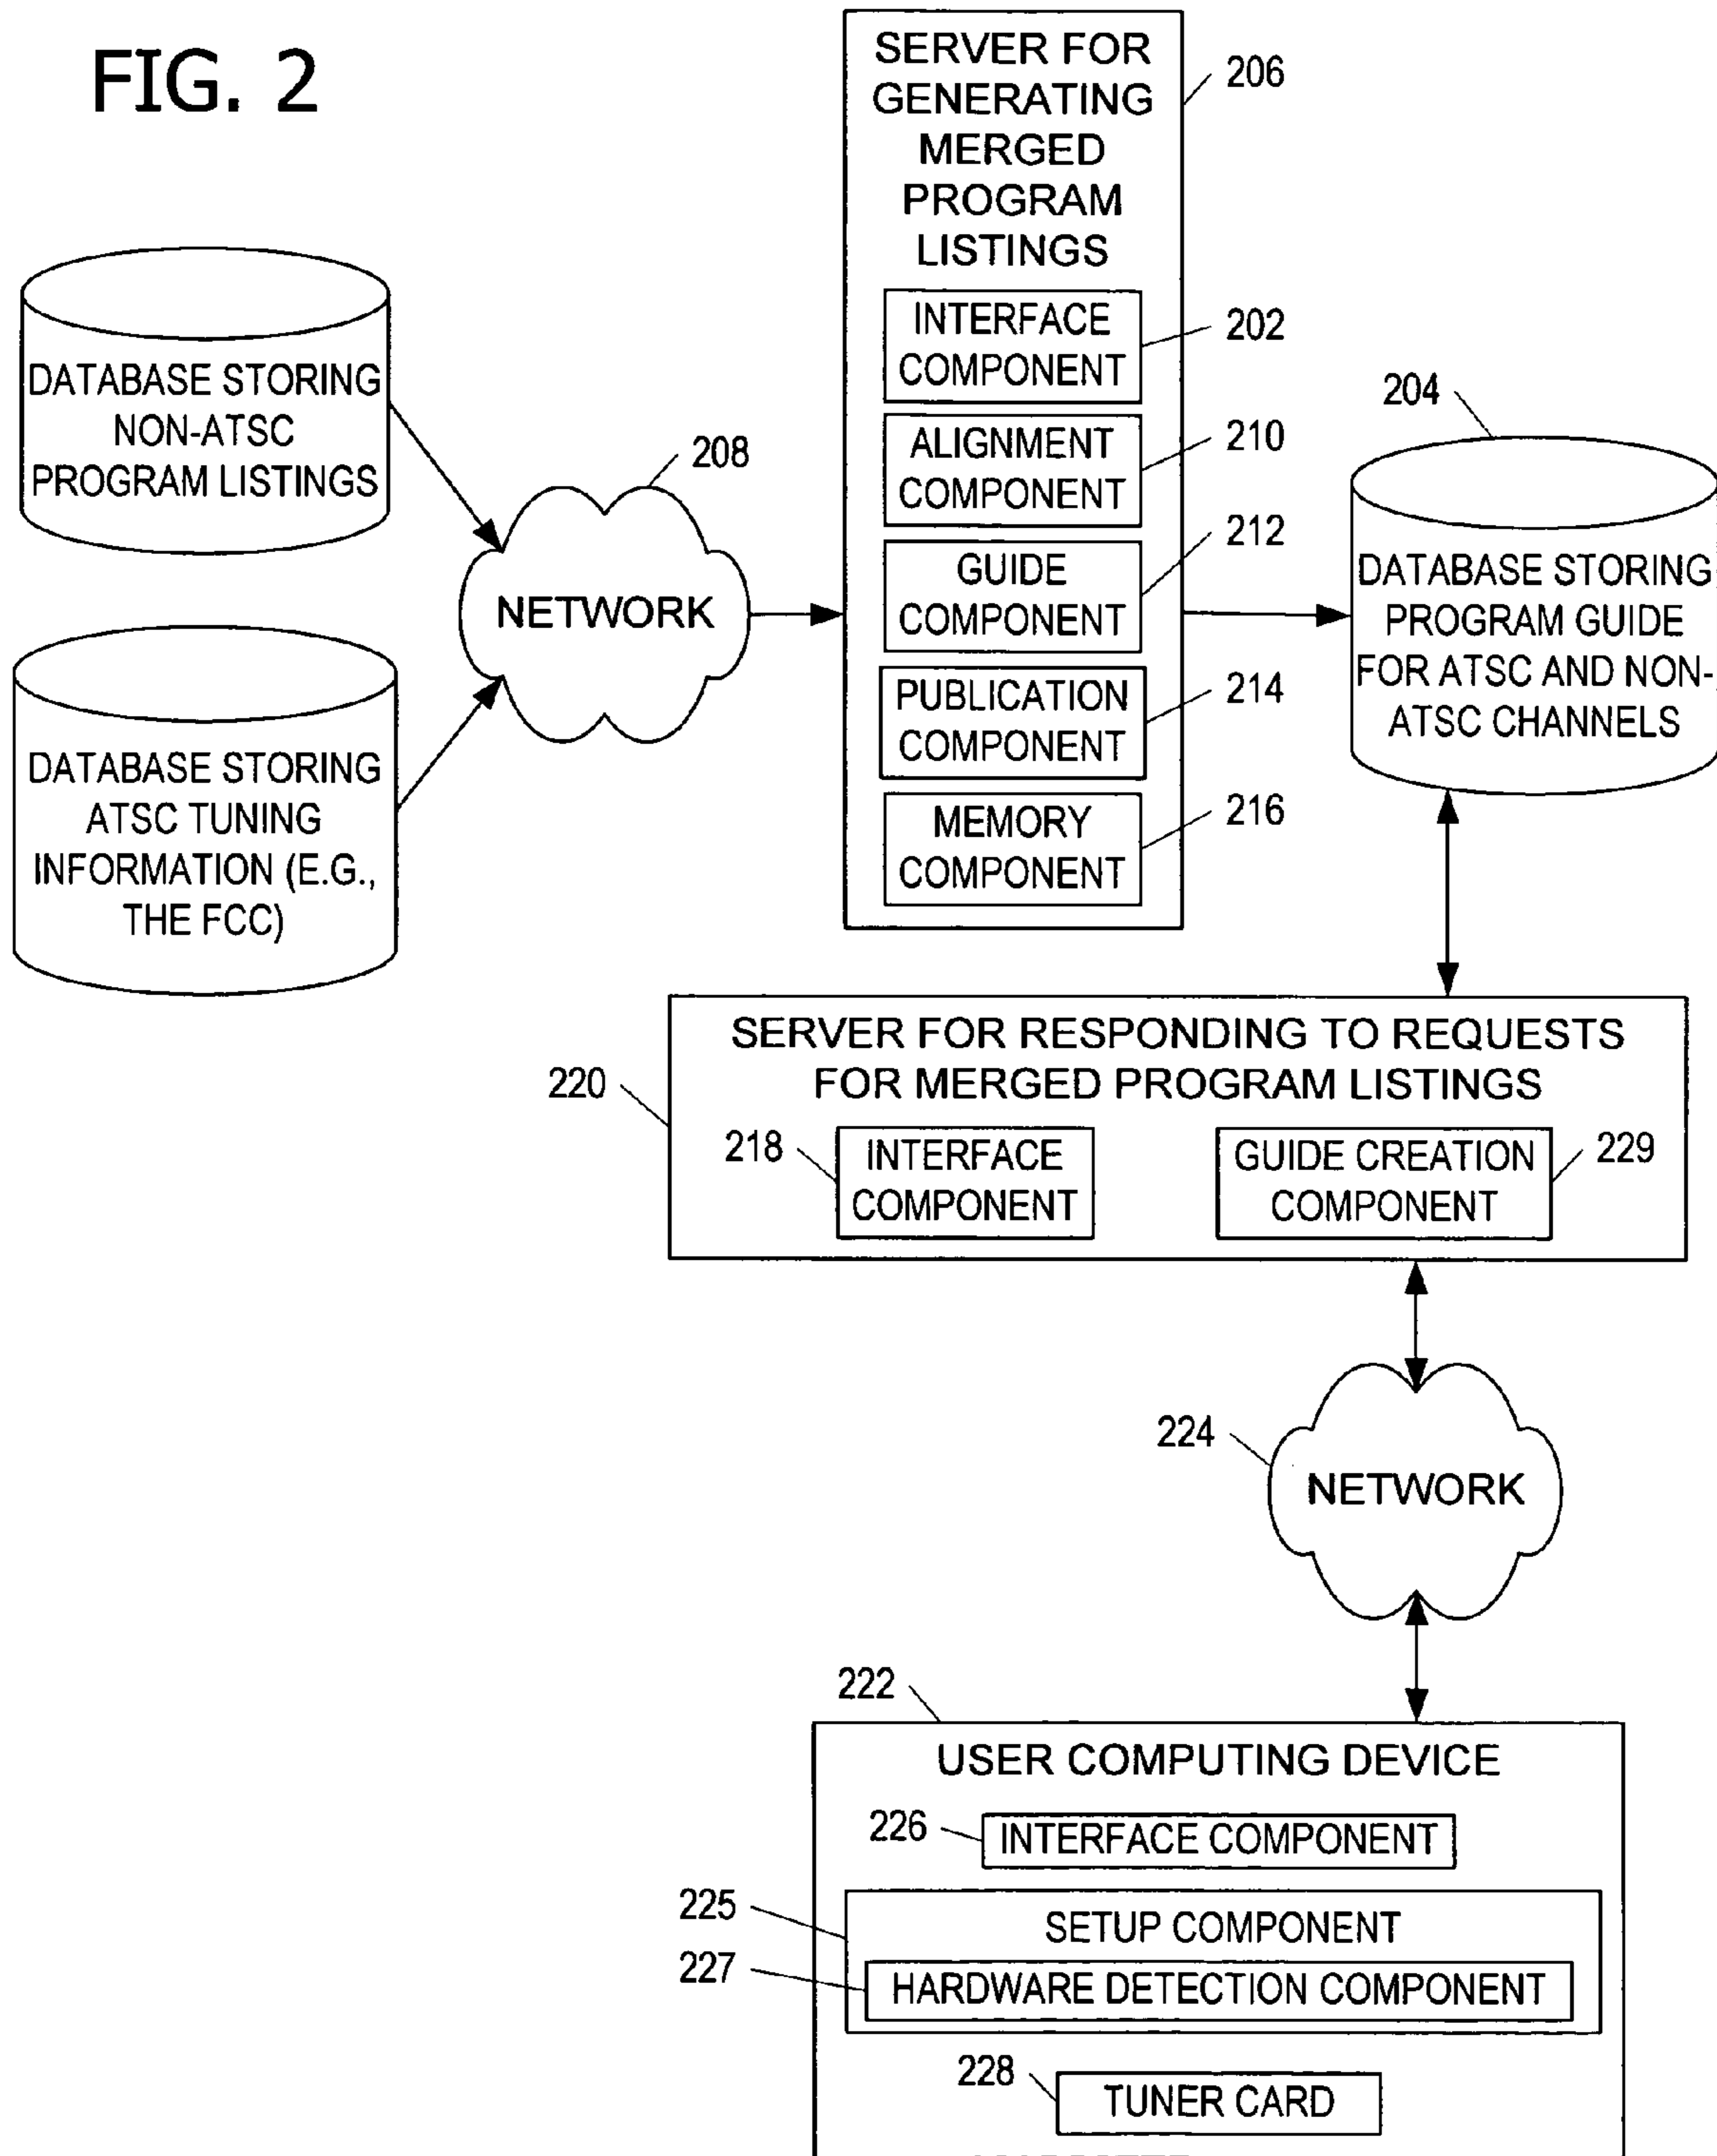 FIG. 2
SERVER FOR
GENERATING
MERGED
PROGRAM
LISTINGS
206
INTERFACE
COMPONENT
202
ALIGNMENT
COMPONENT
210
GUIDE
COMPONENT
212
PUBLICATION
COMPONENT
214
MEMORY
COMPONENT
216
DATABASE STORING
NON-ATSC
PROGRAM LISTINGS
DATABASE STORING
ATSC TUNING
INFORMATION (E.G.,
THE FCC)
208
NETWORK
204
DATABASE STORING
PROGRAM GUIDE
FOR ATSC AND NON-
ATSC CHANNELS
SERVER FOR RESPONDING TO REQUESTS
FOR MERGED PROGRAM LISTINGS
220
218
INTERFACE
COMPONENT
GUIDE CREATION
COMPONENT
229
224
NETWORK
222
USER COMPUTING DEVICE
226
INTERFACE COMPONENT
225
SETUP COMPONENT
227
HARDWARE DETECTION COMPONENT
228
TUNER CARD